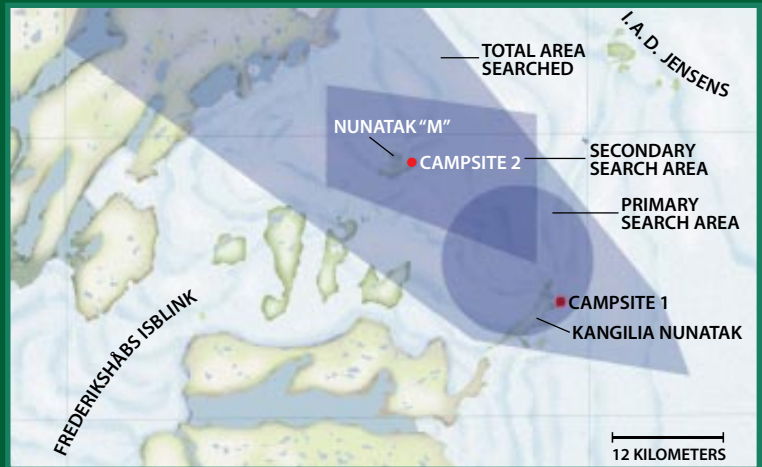 I. A.D. JENSENS
TOTAL AREA
SEARCHED
NUNATAK “M”
CAMPSITE 2
SECONDARY
SEARCH AREA
PRIMARY
SEARCH AREA
CAMPSITE 1
KANGILIA NUNATAK
FREDERIKSHÅBS ISBLINK
12 KILOMETERS